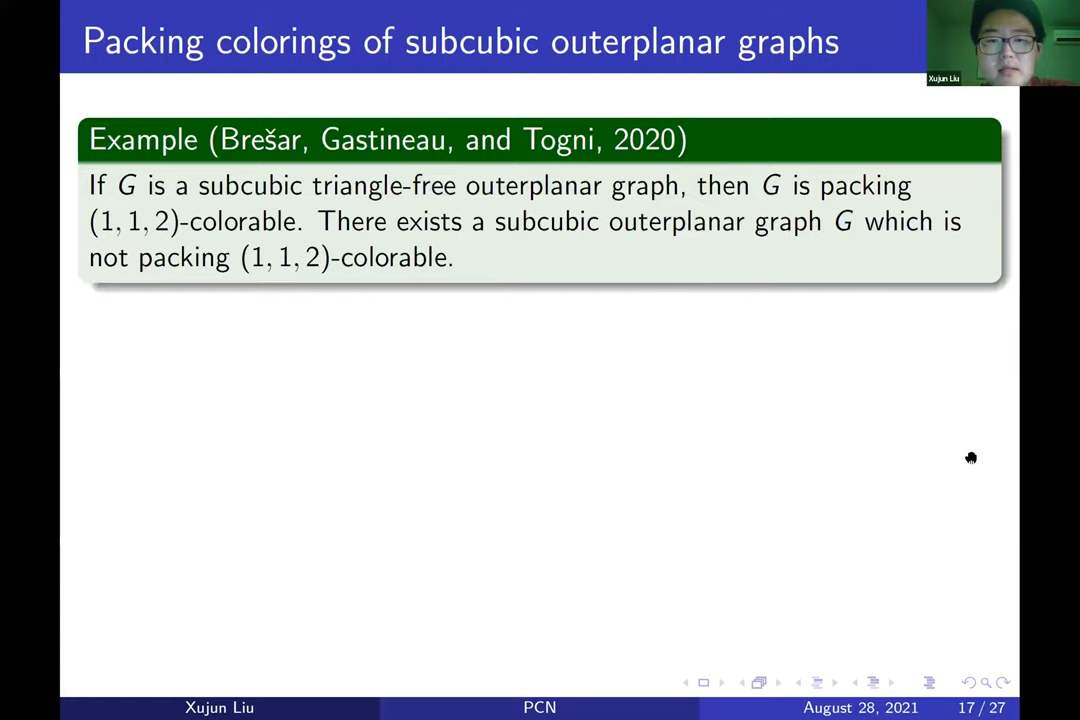 Packing colorings of subcubic outerplanar graphs
Xujun Liu
Example (Brešar, Gastineau, and Togni, 2020)
If G is a subcubic triangle-free outerplanar graph, then G is packing
(1, 1, 2)-colorable. There exists a subcubic outerplanar graph G which is
not packing (1, 1, 2)-colorable.
Xujun Liu PCN August 28, 2021 17 / 27